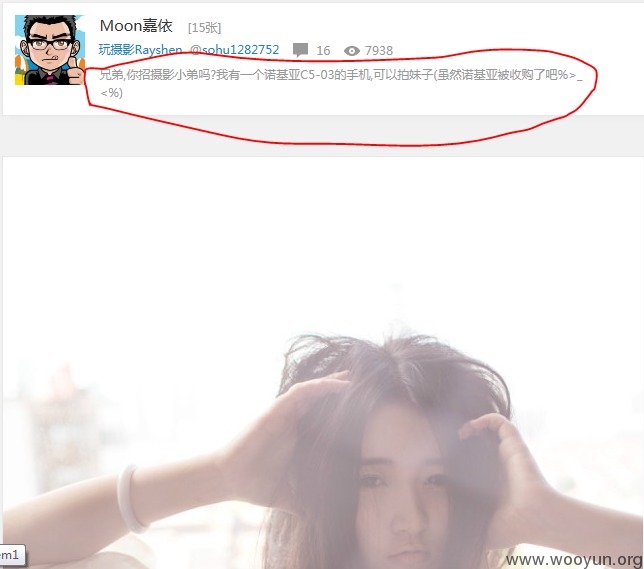 Moon嘉依 [15张]
玩摄影Rayshen @sohu1282752 16 7938
兄弟,你招摄影小弟吗?我有一个诺基亚C5-03的手机,可以拍妹子(虽然诺基亚被收购了吧%>_
<%)
em1
www.wooyun.org